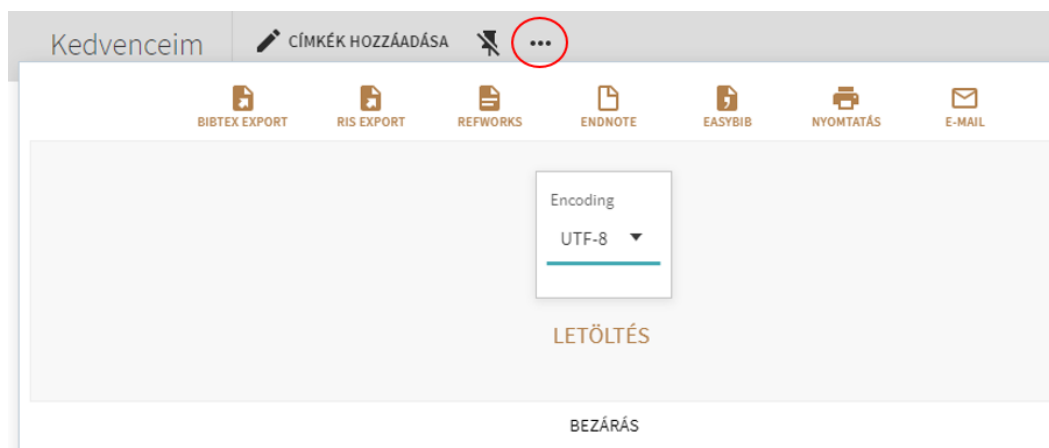 Kedvenceim CÍMKÉK HOZZÁADÁSA
BIBTEX EXPORT RIS EXPORT REFWORKS ENDNOTE EASYBIB NYOMTATÁS E-MAIL
Encoding
UTF-8
LETÖLTÉS
BEZÁRÁS